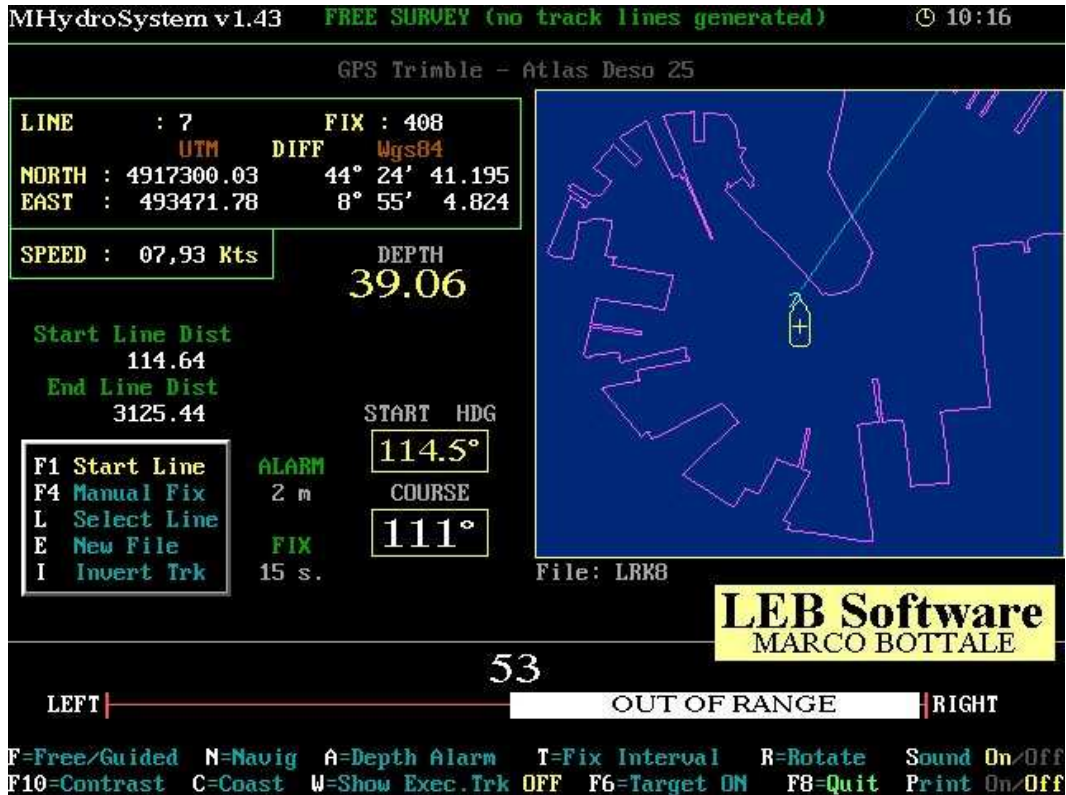 MHydroSystem v1.43 FREE SURVEY (no track lines generated) 10:16
GPS Trimble - Atlas Deso 25
LINE : 7 FIX : 408
UTM DIFF Wgs84
NORTH : 4917300.03 44° 24' 41.195
EAST : 493471.78 8° 55' 4.824
SPEED : 07,93 Kts
DEPTH
39.06
Start Line Dist
114.64
End Line Dist
3125.44
START HDG
114.5°
COURSE
111°
F1 Start Line
F4 Manual Fix
L Select Line
E New File
I Invert Trk
ALARM
2 m
FIX
15 s.
File: LRK8
LEB Software
MARCO BOTTALE
53
LEFT OUT OF RANGE RIGHT
F=Free/Guided N=Navig A=Depth Alarm T=Fix Interval R=Rotate Sound On/Off
F10=Contrast C=Coast W=Show Exec.Trk OFF F6=Target ON F8=Quit Print On/Off